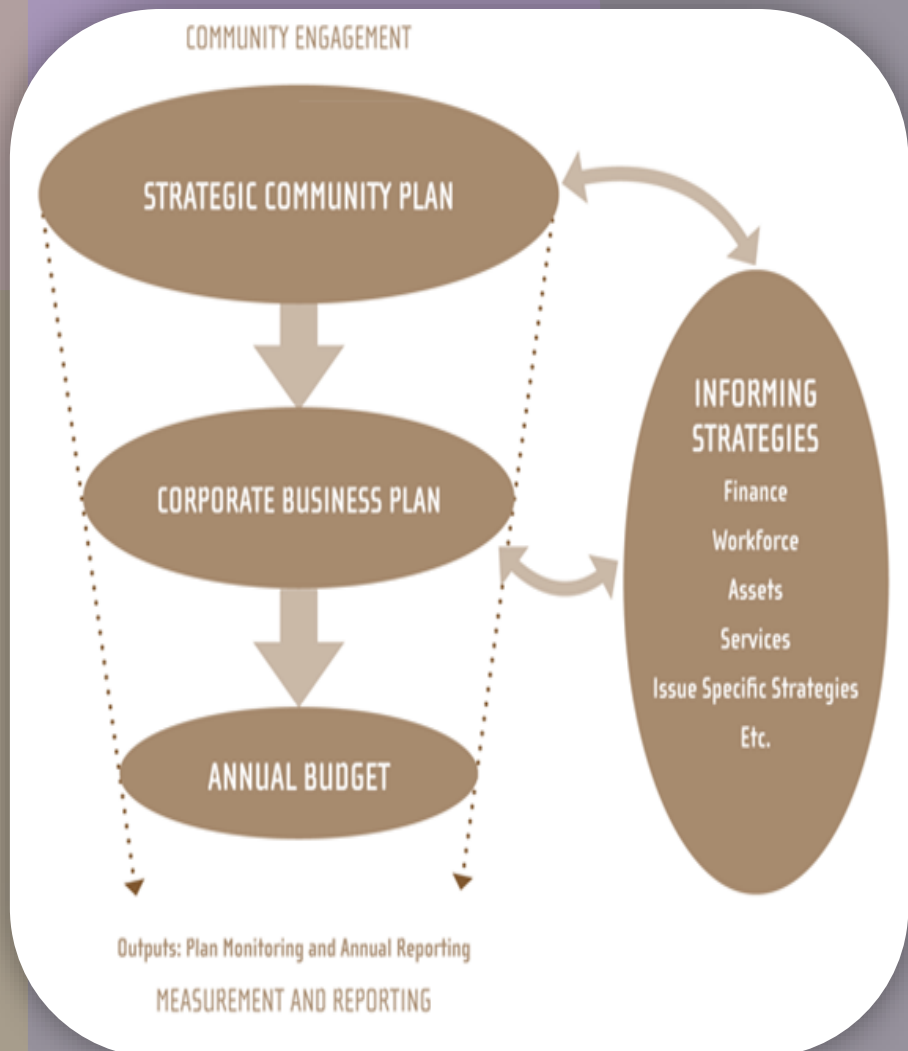 COMMUNITY ENGAGEMENT
STRATEGIC COMMUNITY PLAN
CORPORATE BUSINESS PLAN
ANNUAL BUDGET
INFORMING
STRATEGIES
Finance
Workforce
Assets
Services
Issue Specific Strategies
Etc.
Outputs: Plan Monitoring and Annual Reporting
MEASUREMENT AND REPORTING